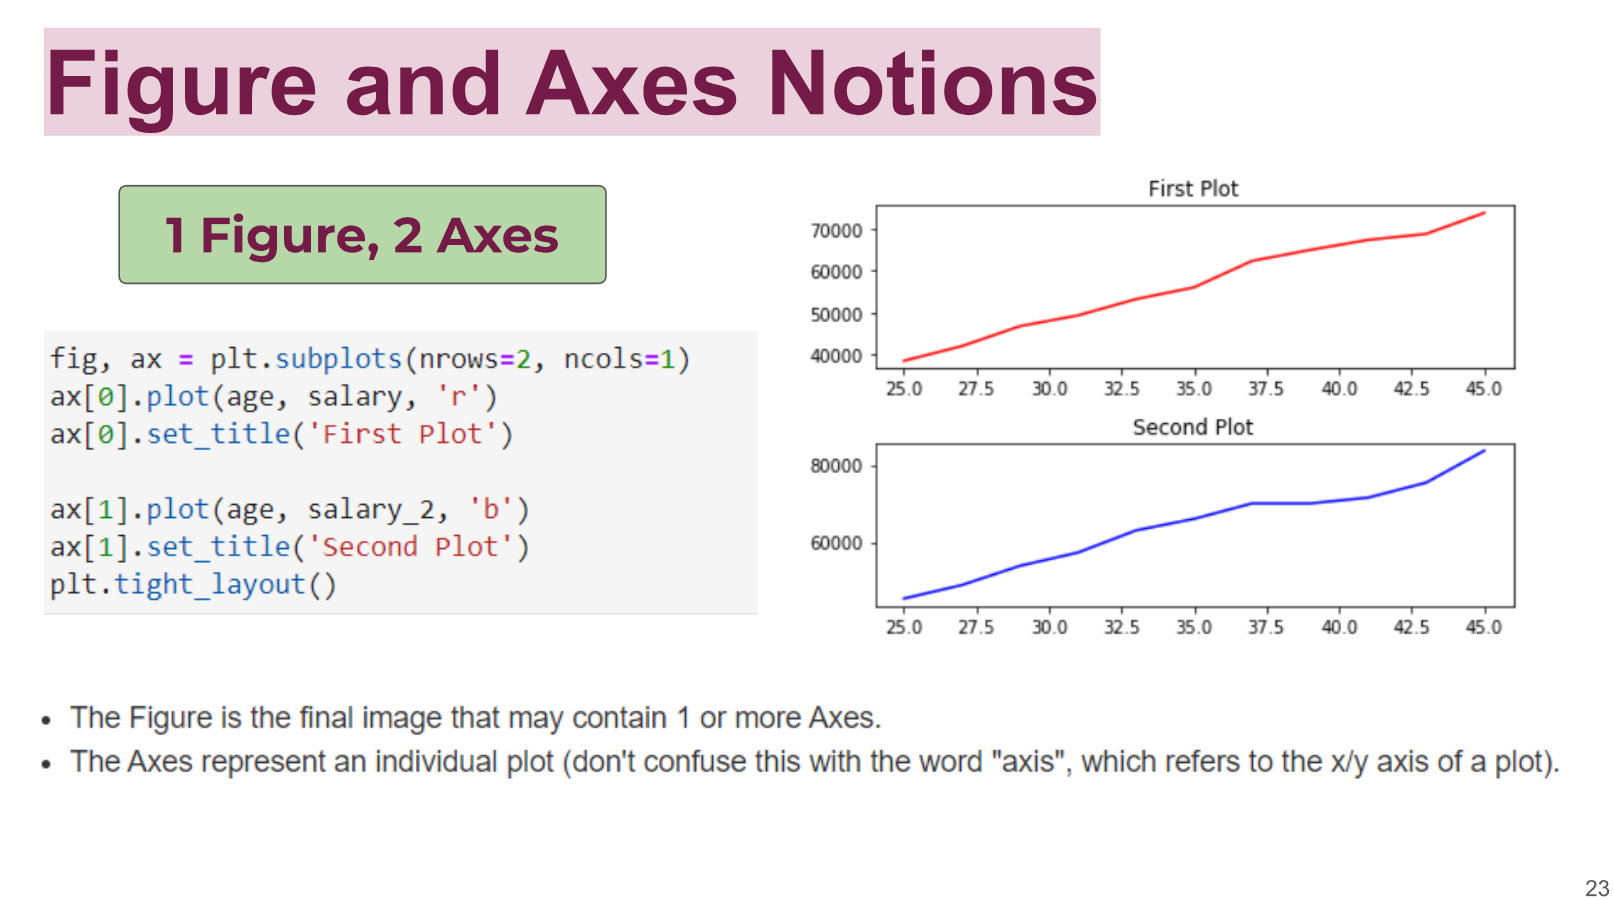 Figure and Axes Notions
1 Figure, 2 Axes
fig, ax = plt.subplots(nrows=2, ncols=1)
ax[0].plot(age, salary, 'r')
ax[0].set_title('First Plot')
ax[1].plot(age, salary_2, 'b')
ax[1].set_title('Second Plot')
plt.tight_layout()
First Plot
70000
60000
50000
40000
25.0 27.5 30.0 32.5 35.0 37.5 40.0 42.5 45.0
Second Plot
80000
60000
25.0 27.5 30.0 32.5 35.0 37.5 40.0 42.5 45.0
• The Figure is the final image that may contain 1 or more Axes.
• The Axes represent an individual plot (don't confuse this with the word "axis", which refers to the x/y axis of a plot).
23